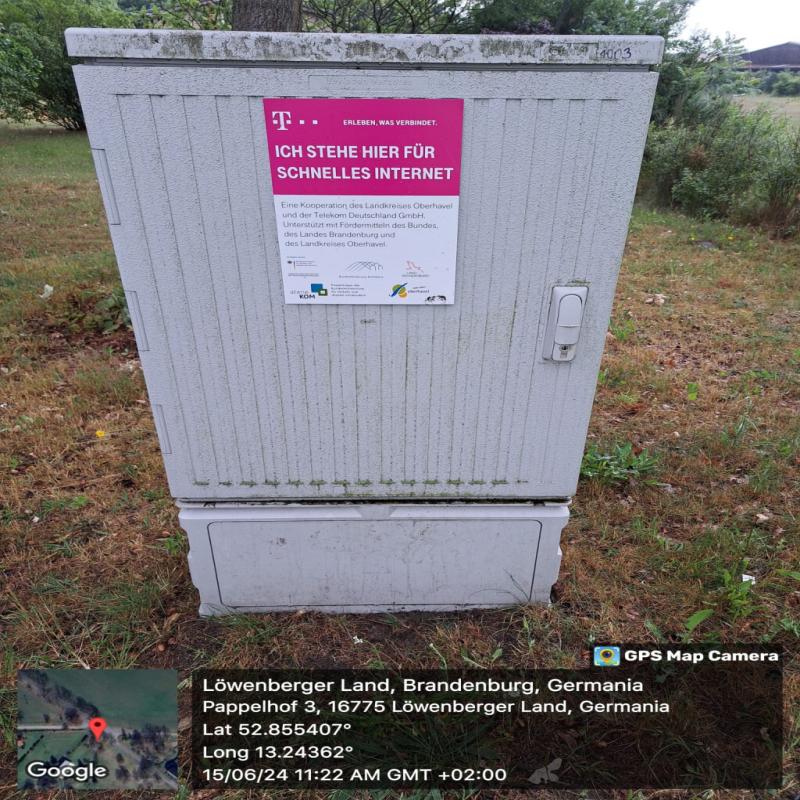 4003
T
ERLEBEN, WAS VERBINDET.
ICH STEHE HIER FÜR
SCHNELLES INTERNET
Eine Kooperation des Landkreises Oberhavel
und der Telekom Deutschland GmbH.
Unterstützt mit Fördermitteln des Bundes,
des Landes Brandenburg und
des Landkreises Oberhavel.
atene
KOM
oberhavel
GPS Map Camera
Löwenberger Land, Brandenburg, Germania
Pappelhof 3, 16775 Löwenberger Land, Germania
Lat 52.855407°
Long 13.24362°
15/06/24 11:22 AM GMT +02:00
Google